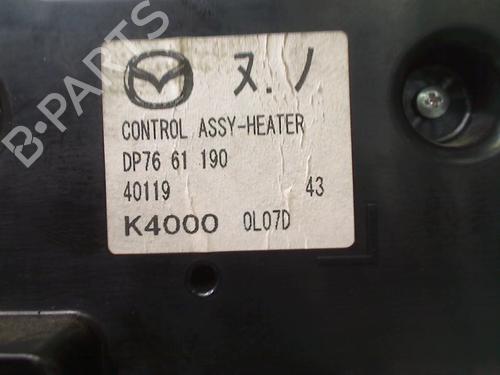 B-PARTS
ヌ.ノ
CONTROL ASSY-HEATER
DP76 61 190
40119 43
K4000 0L07D